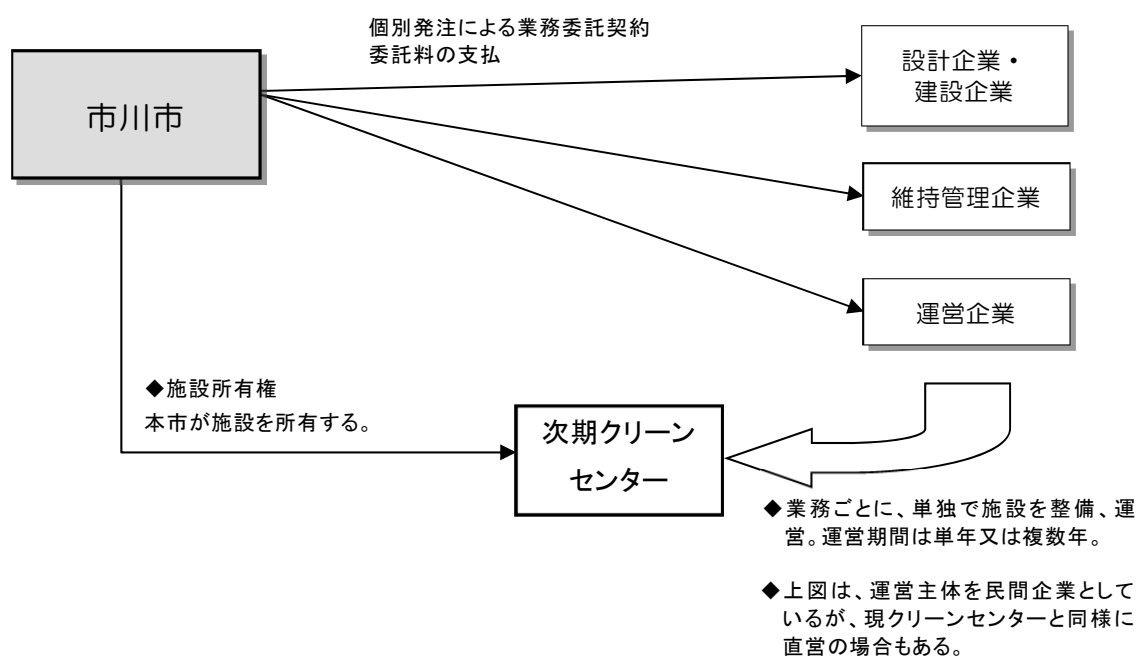 個別発注による業務委託契約
委託料の支払
市川市
設計企業・
建設企業
維持管理企業
運営企業
◆施設所有権
本市が施設を所有する。
次期クリーン
センター
◆業務ごとに、単独で施設を整備、運
営。運営期間は単年又は複数年。
◆上図は、運営主体を民間企業として
いるが、現クリーンセンターと同様に
直営の場合もある。